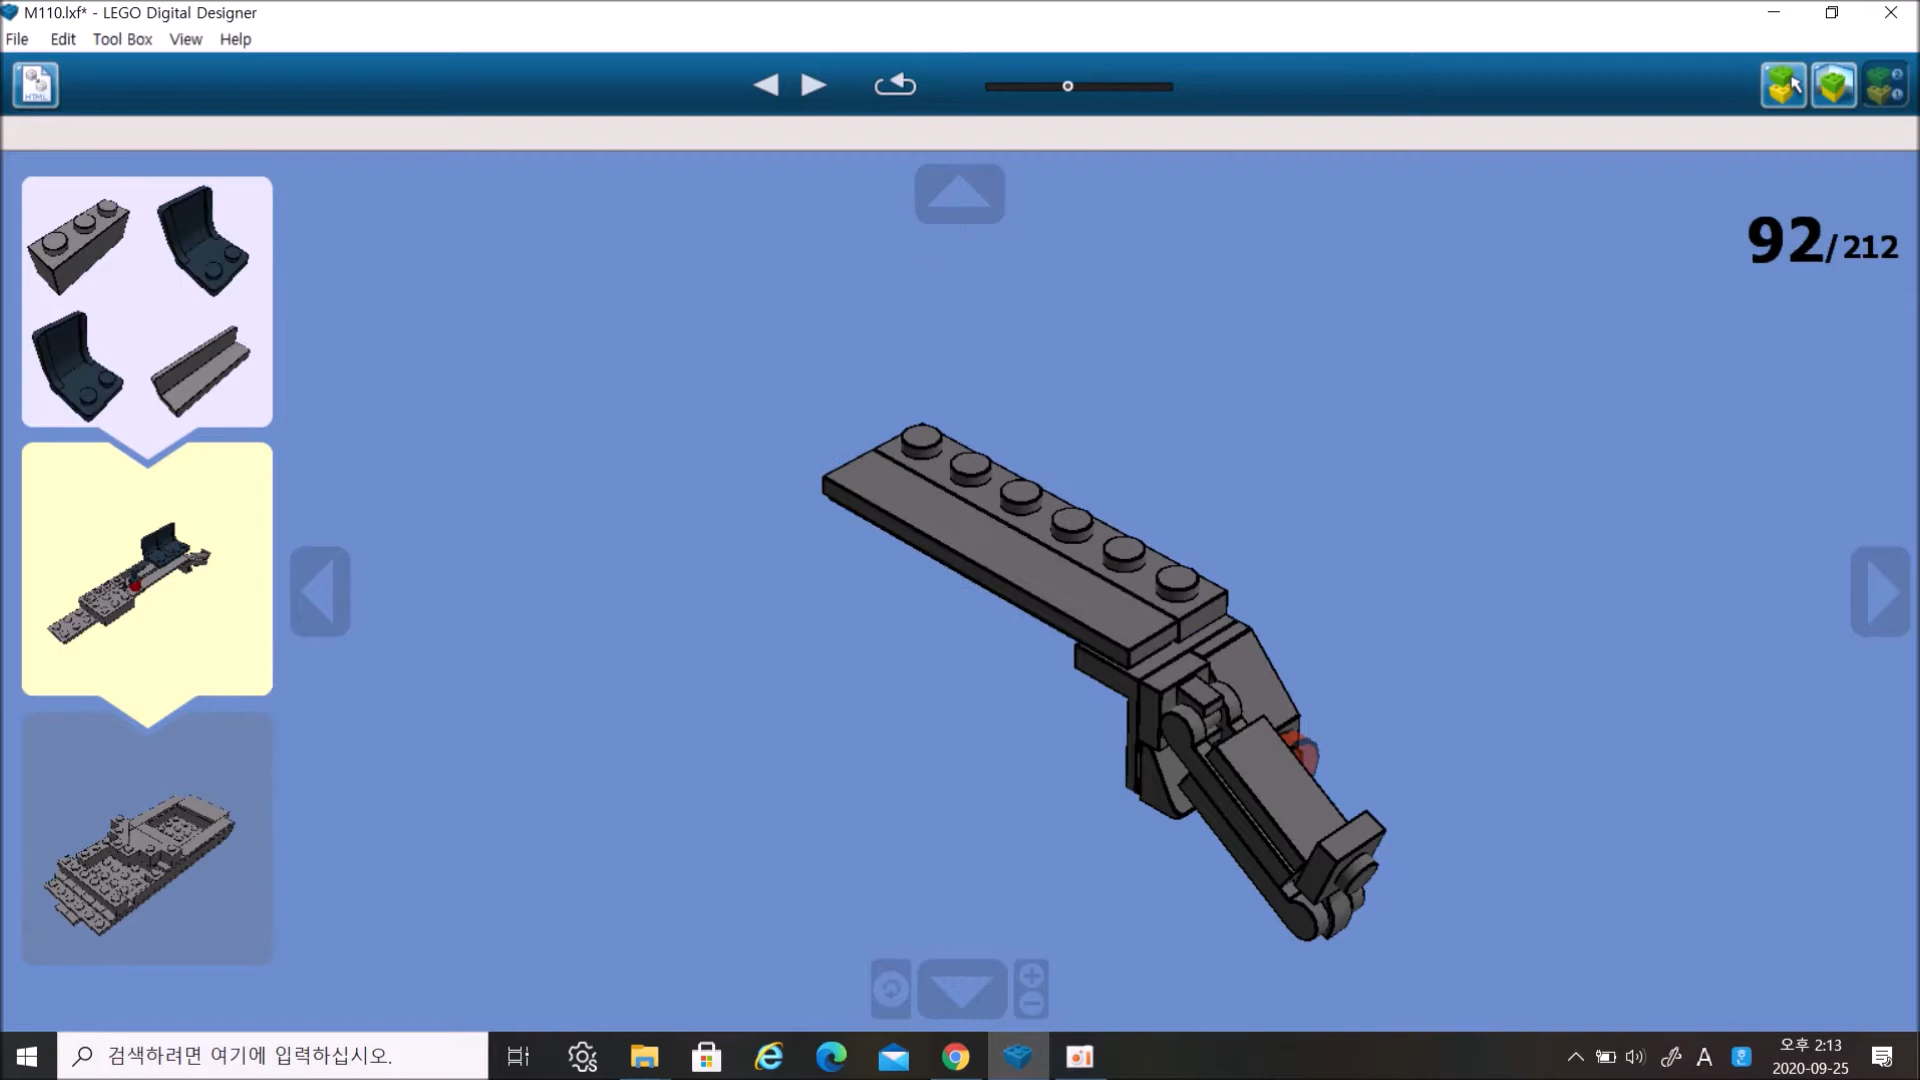 M110.lxf* - LEGO Digital Designer
File Edit Tool Box View Help
HTML
92/212
검색하려면 여기에 입력하십시오.
A
오후 2:13
2020-09-25